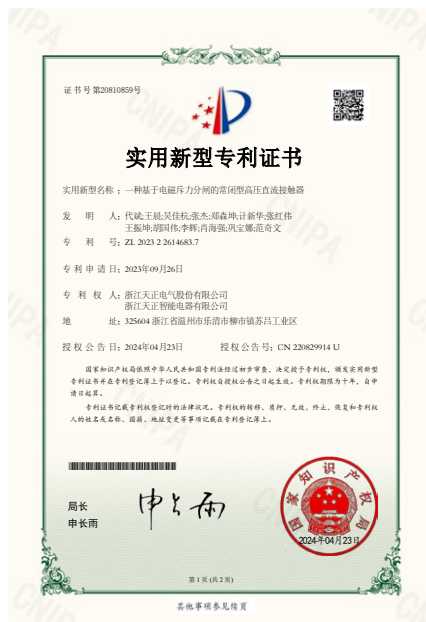 证书号第20810859号
实用新型专利证书
实用新型名称：一种基于电磁斥力分闸的常闭型高压直流接触器
发明人：代斌;王晨;吴佳杭;张杰;郑森坤;计新华;张红伟
王振坤;胡国伟;李辉;肖海强;巩宝娜;范奇文
专利号：ZL 2023 2 2614683.7
专利申请日：2023年09月26日
专利权人：浙江天正电气股份有限公司
浙江天正智能电器有限公司
地址：325604 浙江省温州市乐清市柳市镇苏吕工业区
授权公告日：2024年04月23日 授权公告号：CN 220829914 U
国家知识产权局依照中华人民共和国专利法经过初步审查，决定授予专利权，颁发实用新型
专利证书并在专利登记簿上予以登记。专利权自授权公告之日起生效。专利权期限为十年，自申
请日起算。
专利证书记载专利权登记时的法律状况。专利权的转移、质押、无效、终止、恢复和专利权
人的姓名或名称、国籍、地址变更等事项记载在专利登记簿上。
局长
申长雨
申长雨
国家知识产权局
2024年04月23日
第1页(共2页)
其他事项参见续页
CNIPA